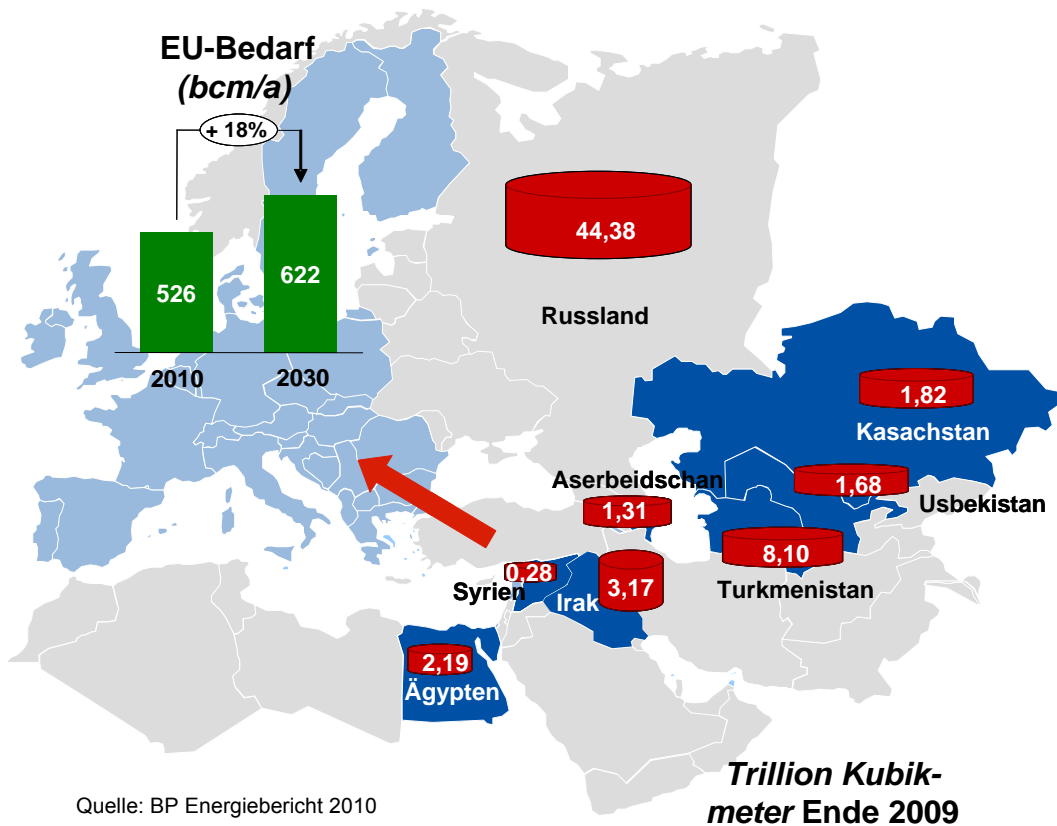 EU-Bedarf
(bcm/a)
+ 18%
526
622
2010
2030
44,38
Russland
1,82
Kasachstan
Aserbeidschan
1,31
1,68
Usbekistan
8,10
Turkmenistan
0,28
Syrien
Irak
3,17
2,19
Ägypten
Trillion Kubik-
meter Ende 2009
Quelle: BP Energiebericht 2010